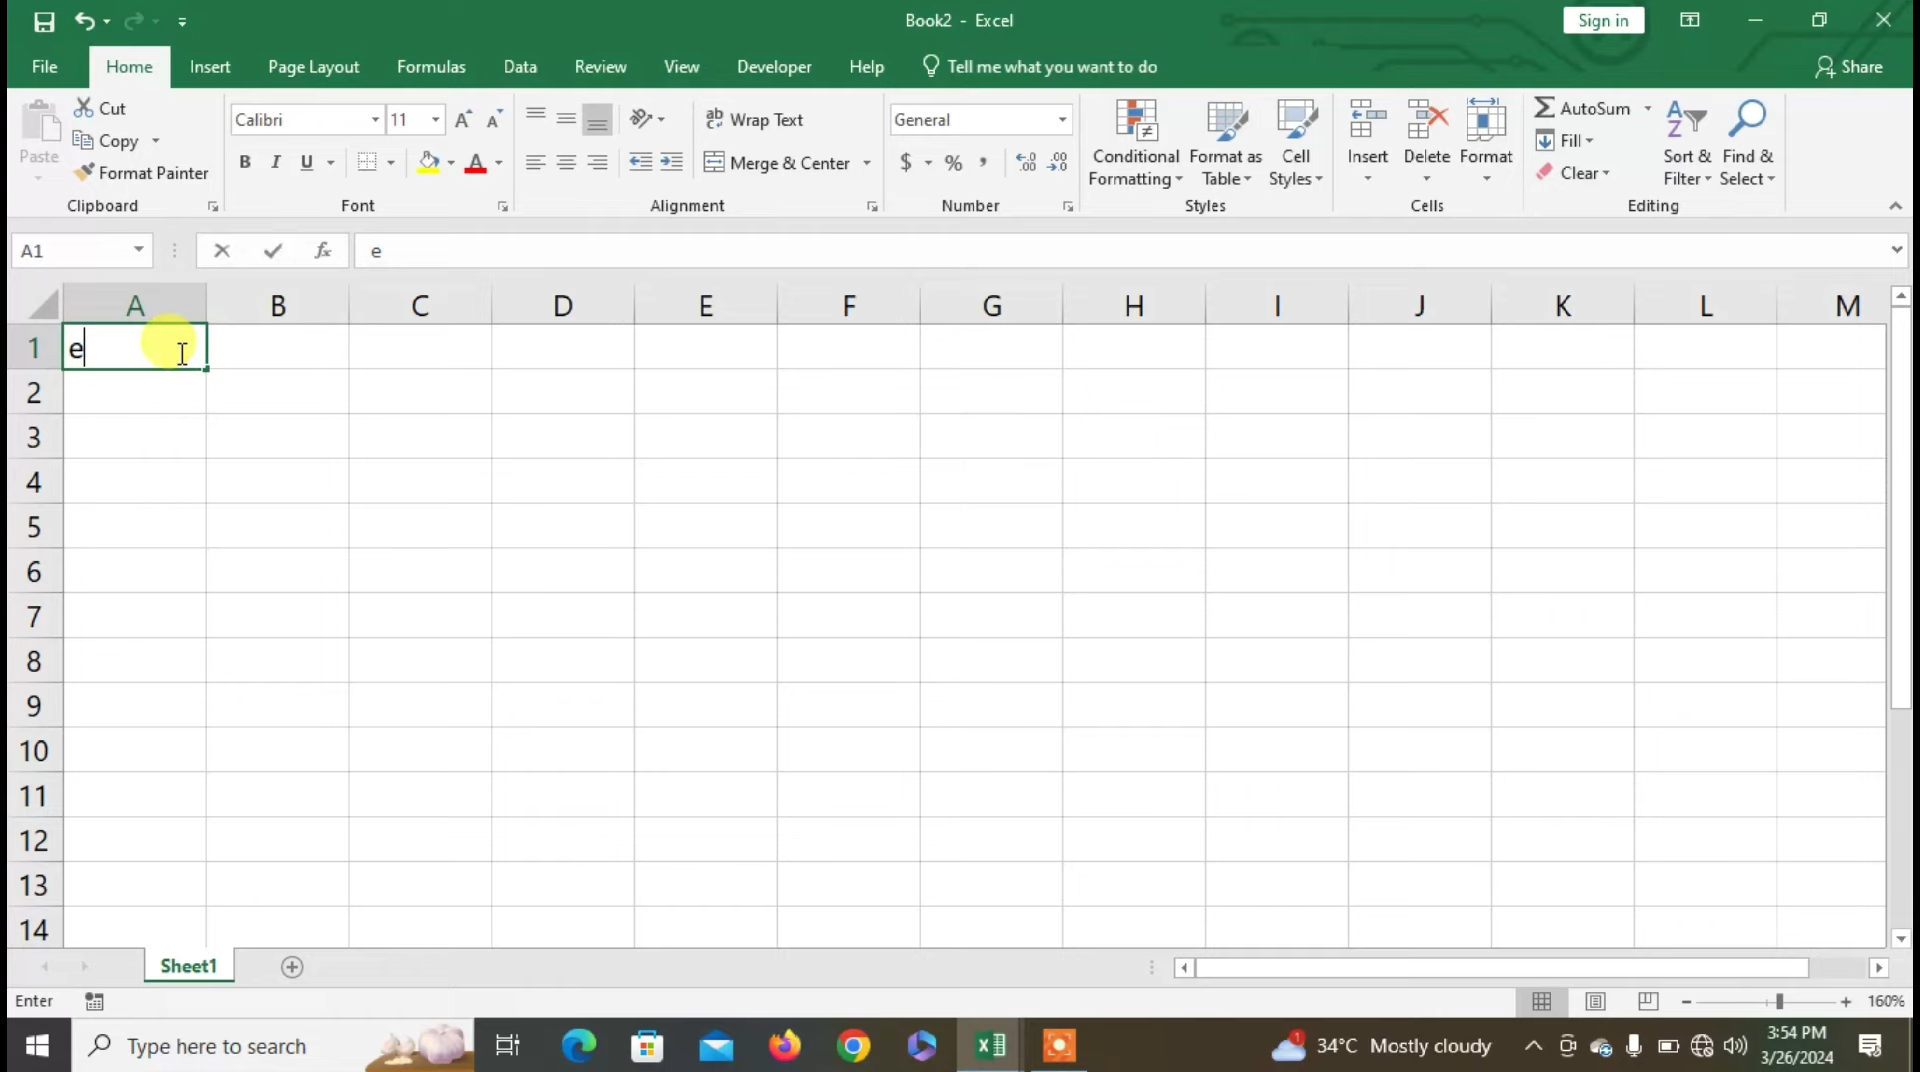 Book2 - Excel
Sign in
File Home Insert Page Layout Formulas Data Review View Developer Help Tell me what you want to do Share
Paste
Cut
Copy
Format Painter
Clipboard
Calibri 11
B I U A
Font
ab Wrap Text
Merge & Center
Alignment
General
$ % ,
Number
Conditional Formatting
Format as Table
Cell Styles
Styles
Insert Delete Format
Cells
AutoSum
Fill
Clear
Sort & Filter
Find & Select
Editing
A1 fx e
A B C D E F G H I J K L M
1 e
2
3
4
5
6
7
8
9
10
11
12
13
14
Sheet1
Enter 160%
Type here to search 34°C Mostly cloudy 3:54 PM
3/26/2024